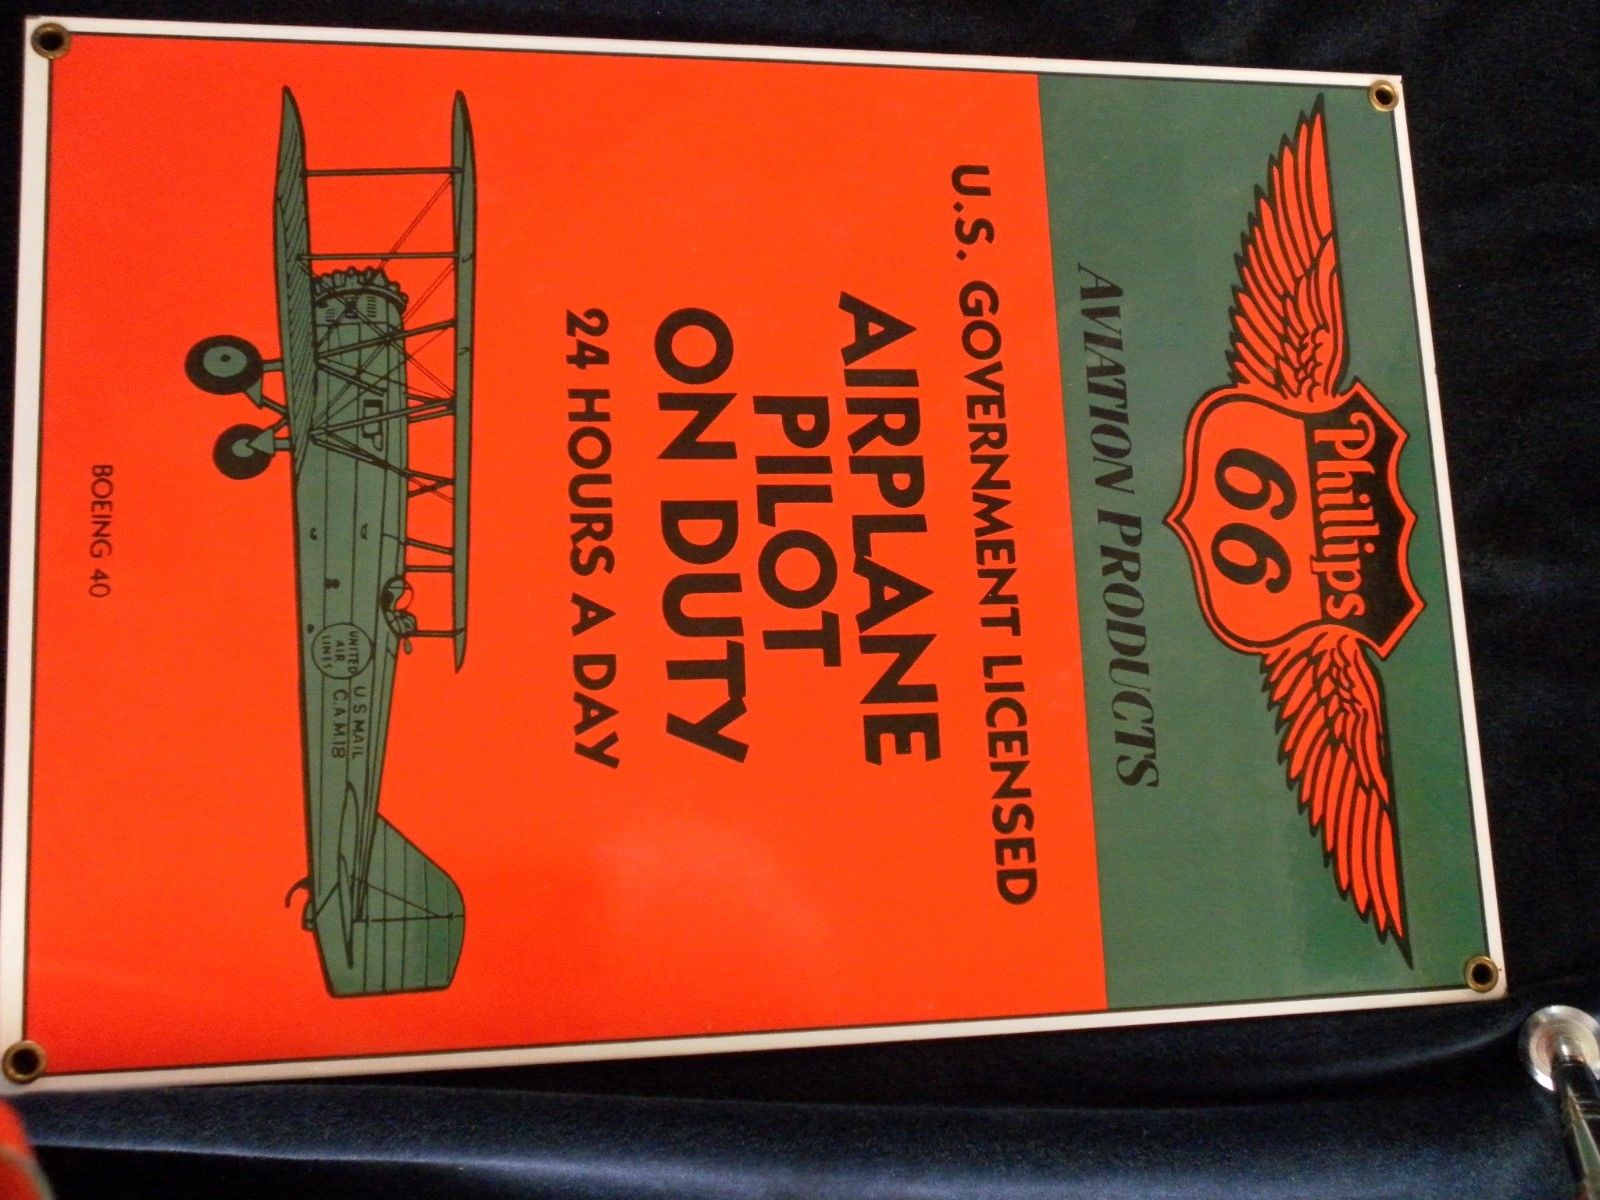 Phillips
66
AVIATION PRODUCTS
U.S. GOVERNMENT LICENSED
AIRPLANE
PILOT
ON DUTY
24 HOURS A DAY
UNITED
AIR
LINES
U S MAIL
C.A M 18
BOEING 40